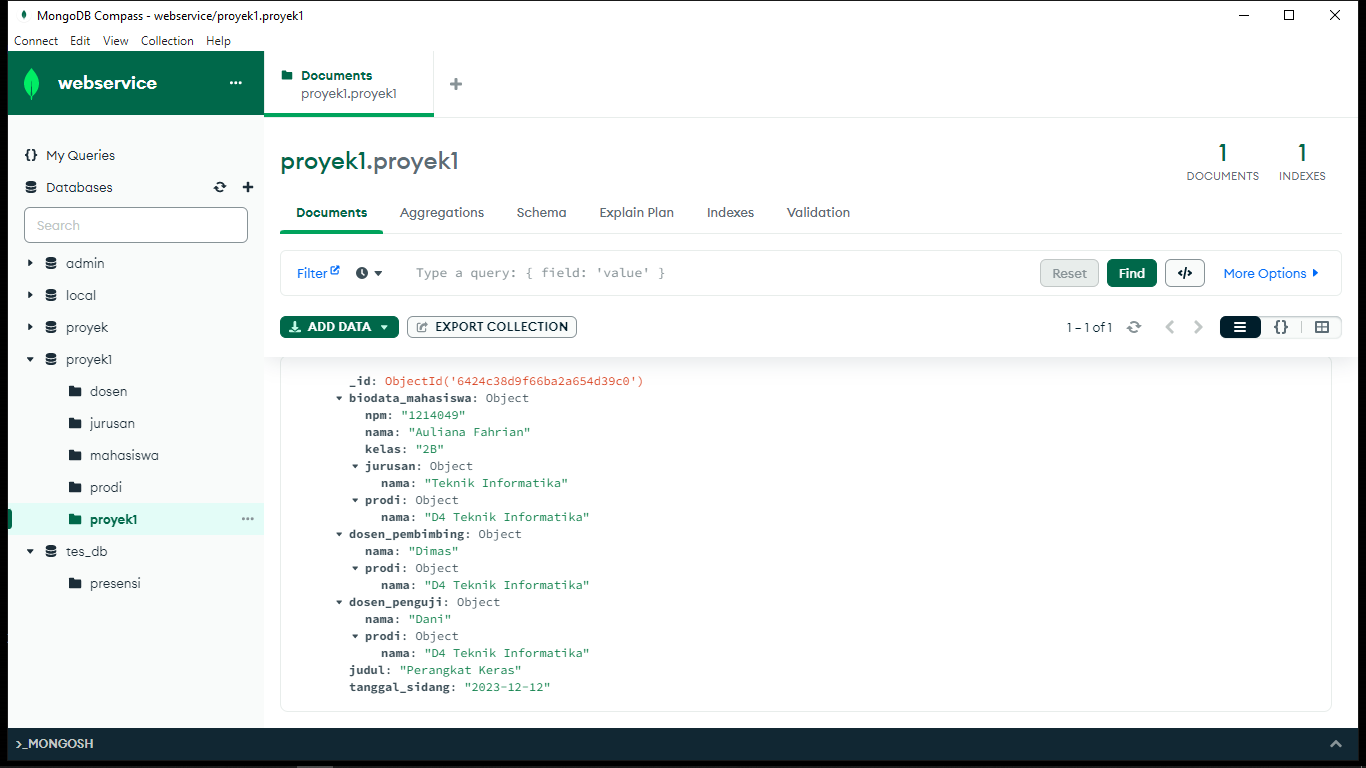 MongoDB Compass - webservice/proyek1.proyek1
Connect Edit View Collection Help
webservice
Documents
proyek1.proyek1
My Queries
Databases
Search
admin
local
proyek
proyek1
dosen
jurusan
mahasiswa
prodi
proyek1
tes_db
presensi
proyek1.proyek1
1
DOCUMENTS
1
INDEXES
Documents Aggregations Schema Explain Plan Indexes Validation
Filter Type a query: { field: 'value' } Reset Find </> More Options
ADD DATA EXPORT COLLECTION 1 – 1 of 1 {}
_id: ObjectId('6424c38d9f66ba2a654d39c0')
biodata_mahasiswa: Object
npm: "1214049"
nama: "Auliana Fahrian"
kelas: "2B"
jurusan: Object
nama: "Teknik Informatika"
prodi: Object
nama: "D4 Teknik Informatika"
dosen_pembimbing: Object
nama: "Dimas"
prodi: Object
nama: "D4 Teknik Informatika"
dosen_penguji: Object
nama: "Dani"
prodi: Object
nama: "D4 Teknik Informatika"
judul: "Perangkat Keras"
tanggal_sidang: "2023-12-12"
>_MONGOSH